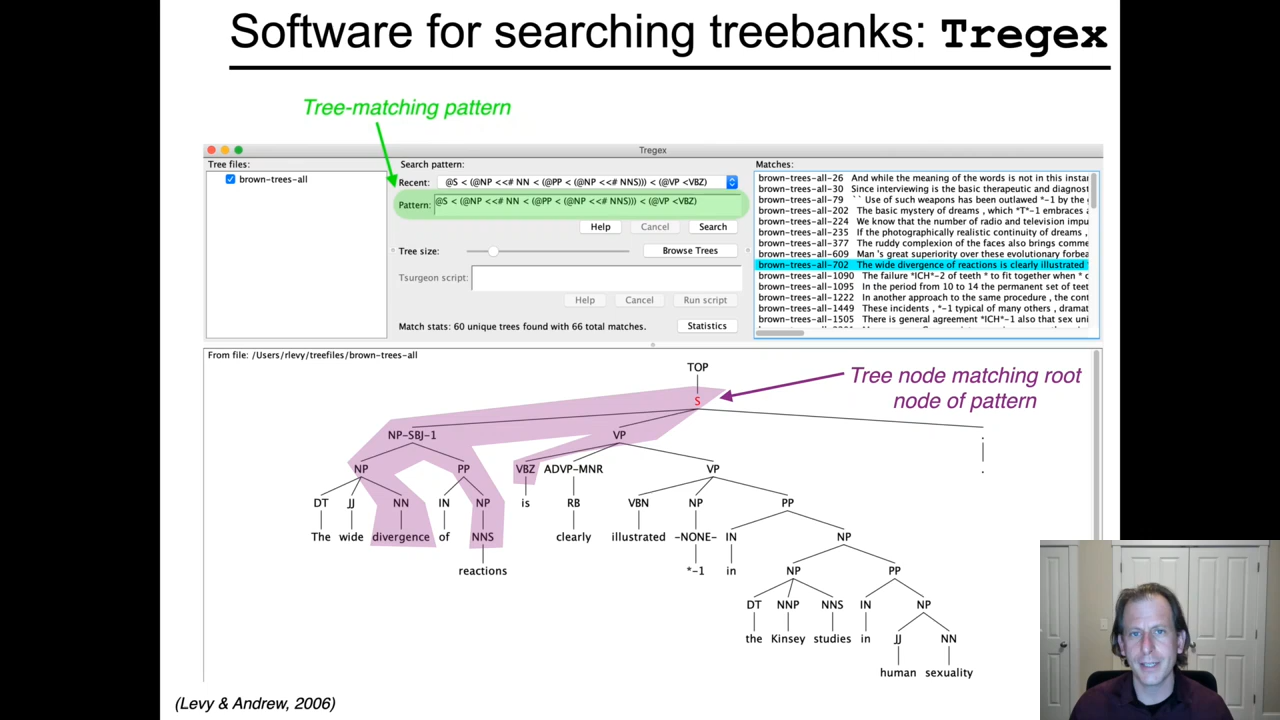 Software for searching treebanks: Tregex
Tree-matching pattern
Tregex
Tree files:
brown-trees-all
Search pattern:
Recent: @S < (@NP <<# NN < (@PP < (@NP <<# NNS))) < (@VP <VBZ)
Pattern: @S < (@NP <<# NN < (@PP < (@NP <<# NNS))) < (@VP <VBZ)
Help Cancel Search
Tree size: Browse Trees
Tsurgeon script:
Help Cancel Run script
Match stats: 60 unique trees found with 66 total matches. Statistics
Matches:
brown-trees-all-26 And while the meaning of the words is not in this instan
brown-trees-all-30 Since interviewing is the basic therapeutic and diagnost
brown-trees-all-79 `` Use of such weapons has been outlawed *-1 by the
brown-trees-all-202 The basic mystery of dreams , which *T*-1 embraces
brown-trees-all-224 We know that the number of radio and television impu
brown-trees-all-235 If the photographically realistic continuity of dreams ,
brown-trees-all-377 The ruddy complexion of the faces also brings comme
brown-trees-all-609 Man 's great superiority over these evolutionary forbea
brown-trees-all-702 The wide divergence of reactions is clearly illustrated
brown-trees-all-1090 The failure *ICH*-2 of teeth * to fit together when *
brown-trees-all-1095 In the period from 10 to 14 the permanent set of teet
brown-trees-all-1222 In another approach to the same procedure , the cont
brown-trees-all-1449 These incidents , *-1 typical of many others , dramat
brown-trees-all-1505 There is general agreement *ICH*-1 also that sex uni
From file: /Users/rlevy/treefiles/brown-trees-all
TOP
Tree node matching root
node of pattern
S
NP-SBJ-1 VP .
NP PP VBZ ADVP-MNR VP .
DT JJ NN IN NP is RB VBN NP PP
The wide divergence of NNS clearly illustrated -NONE- IN NP
reactions *-1 in NP PP
DT NNP NNS IN NP
the Kinsey studies in JJ NN
human sexuality
(Levy & Andrew, 2006)